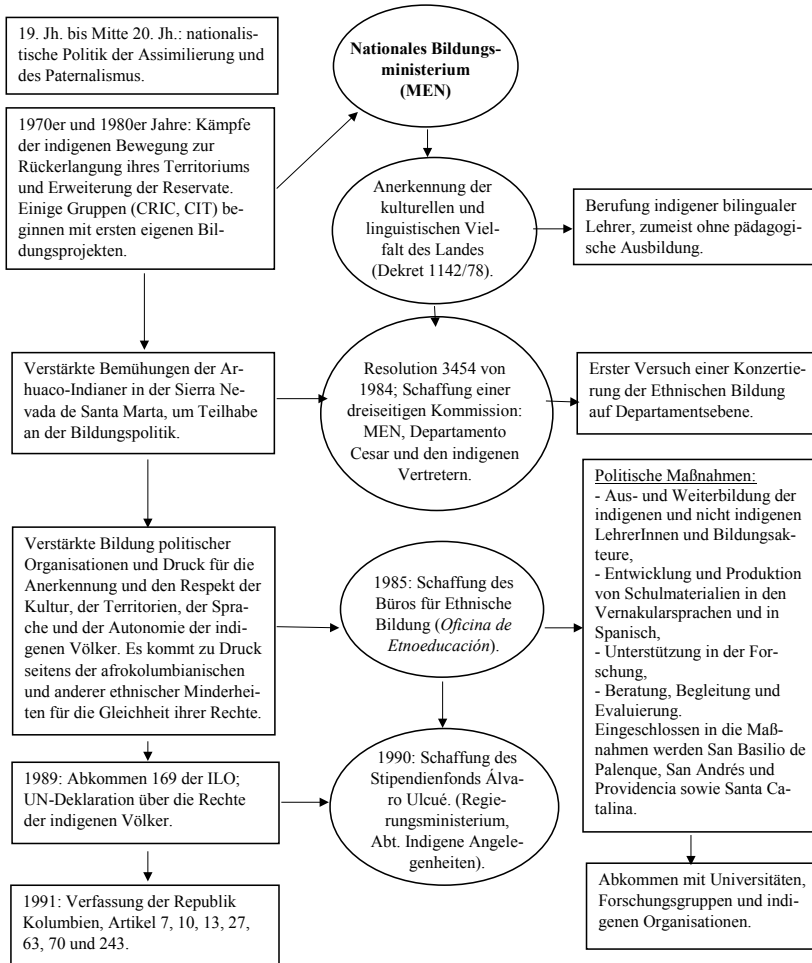 19. Jh. bis Mitte 20. Jh.: nationalis-
tische Politik der Assimilierung und
des Paternalismus.
Nationales Bildungs-
ministerium
(MEN)
1970er und 1980er Jahre: Kämpfe
der indigenen Bewegung zur
Rückerlangung ihres Territoriums
und Erweiterung der Reservate.
Einige Gruppen (CRIC, CIT) be-
ginnen mit ersten eigenen Bil-
dungsprojekten.
Anerkennung der
kulturellen und
linguistischen Viel-
falt des Landes
(Dekret 1142/78).
Berufung indigener bilingualer
Lehrer, zumeist ohne pädagog-
ische Ausbildung.
Verstärkte Bemühungen der Ar-
huaco-Indianer in der Sierra Ne-
vada de Santa Marta, um Teilhabe
an der Bildungspolitik.
Resolution 3454 von
1984; Schaffung einer
dreiseitigen Kommission:
MEN, Departamento
Cesar und den indigenen
Vertretern.
Erster Versuch einer Konzertie-
rung der Ethnischen Bildung
auf Departamentsebene.
Verstärkte Bildung politischer
Organisationen und Druck für die
Anerkennung und den Respekt der
Kultur, der Territorien, der Spra-
che und der Autonomie der indi-
genen Völker. Es kommt zu Druck
seitens der afrokolumbianischen
und anderer ethnischer Minderhei-
ten für die Gleichheit ihrer Rechte.
1985: Schaffung des
Büros für Ethnische
Bildung (Oficina de
Etnoeducación).
Politische Maßnahmen:
- Aus- und Weiterbildung der
indigenen und nicht indigenen
LehrerInnen und Bildungsak-
teure,
- Entwicklung und Produktion
von Schulmaterialien in den
Vernakularsprachen und in
Spanisch,
- Unterstützung in der For-
schung,
- Beratung, Begleitung und
Evaluierung.
Eingeschlossen in die Maß-
nahmen werden San Basilio de
Palenque, San Andrés und
Providencia sowie Santa Ca-
talina.
1989: Abkommen 169 der ILO;
UN-Deklaration über die Rechte
der indigenen Völker.
1990: Schaffung des
Stipendienfonds Álva-
ro Ulcué. (Regie-
rungsministerium,
Abt. Indigene Angele-
genheiten).
1991: Verfassung der Republik
Kolumbien, Artikel 7, 10, 13, 27,
63, 70 und 243.
Abkommen mit Universitäten,
Forschungsgruppen und indi-
genen Organisationen.